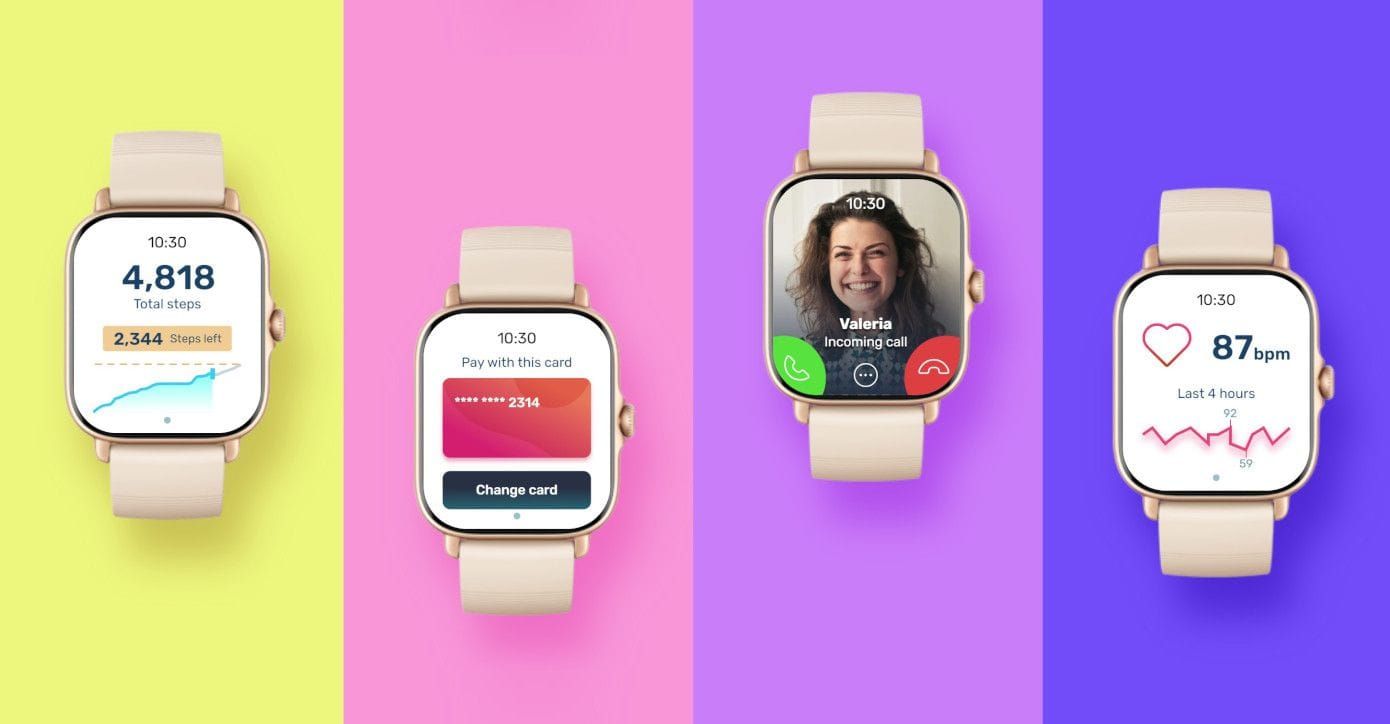 10:30
4,818
Total steps
2,344 Steps left
10:30
Pay with this card
**** **** 2314
Change card
10:30
Valeria
Incoming call
10:30
87bpm
Last 4 hours
92
59